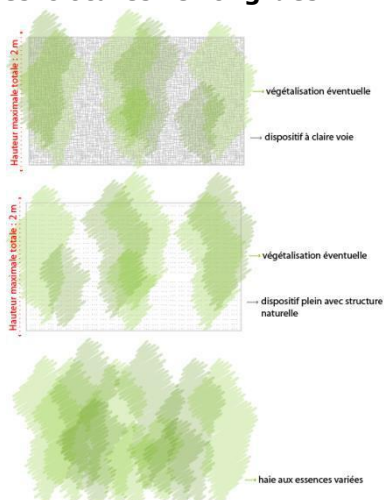 Hauteur maximale totale : 2 m
végétalisation éventuelle
dispositif à claire voie
Hauteur maximale totale : 2 m
végétalisation éventuelle
dispositif plein avec structure
naturelle
haie aux essences variées